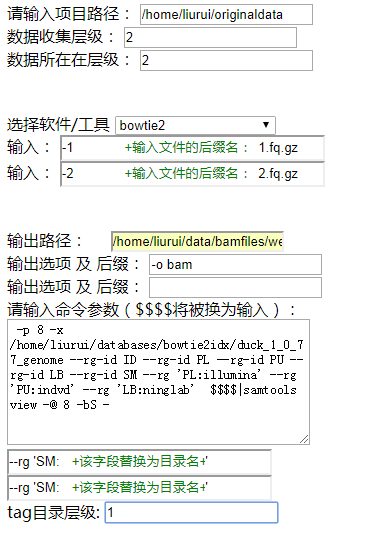 请输入项目路径： /home/liurui/originaldata
数据收集层级： 2
数据所在在层级： 2
选择软件/工具 bowtie2
输入： -1 +输入文件的后缀名： 1.fq.gz
输入： -2 +输入文件的后缀名： 2.fq.gz
输出路径： /home/liurui/data/bamfiles/we
输出选项 及 后缀： -o bam
输出选项 及 后缀：
请输入命令参数（$$$$将被换为输入）：
-p 8 -x
/home/liurui/databases/bowtie2idx/duck_1_0_7
7_genome --rg-id ID --rg-id PL --rg-id PU --
rg-id LB --rg-id SM --rg 'PL:illumina' --rg
'PU:indvd' --rg 'LB:ninglab' $$$$|samtools
view -@ 8 -bS -
--rg 'SM: +该字段替换为目录名+'
--rg 'SM: +该字段替换为目录名+'
tag目录层级: 1